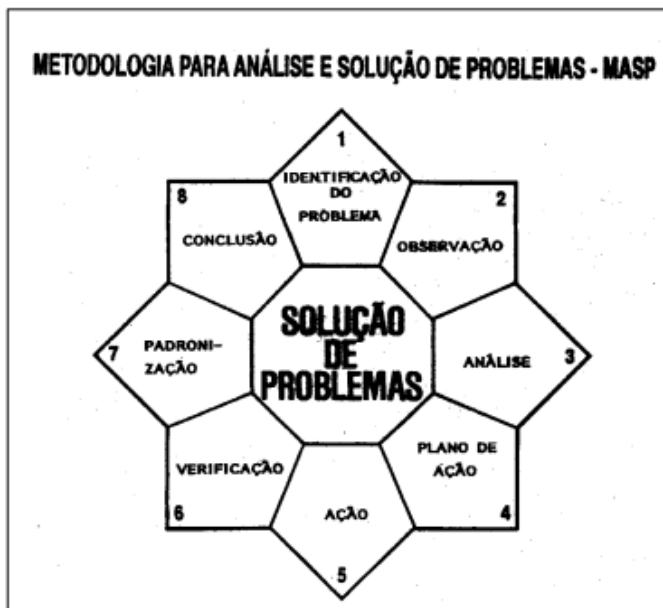 METODOLOGIA PARA ANÁLISE E SOLUÇÃO DE PROBLEMAS - MASP
1
IDENTIFICAÇÃO
DO
PROBLEMA
2
OBSERVAÇÃO
ANÁLISE
3
PLANO DE
AÇÃO
4
AÇÃO
5
VERIFICAÇÃO
6
PADRONI-
ZAÇÃO
7
8
CONCLUSÃO
SOLUÇÃO
DE
PROBLEMAS